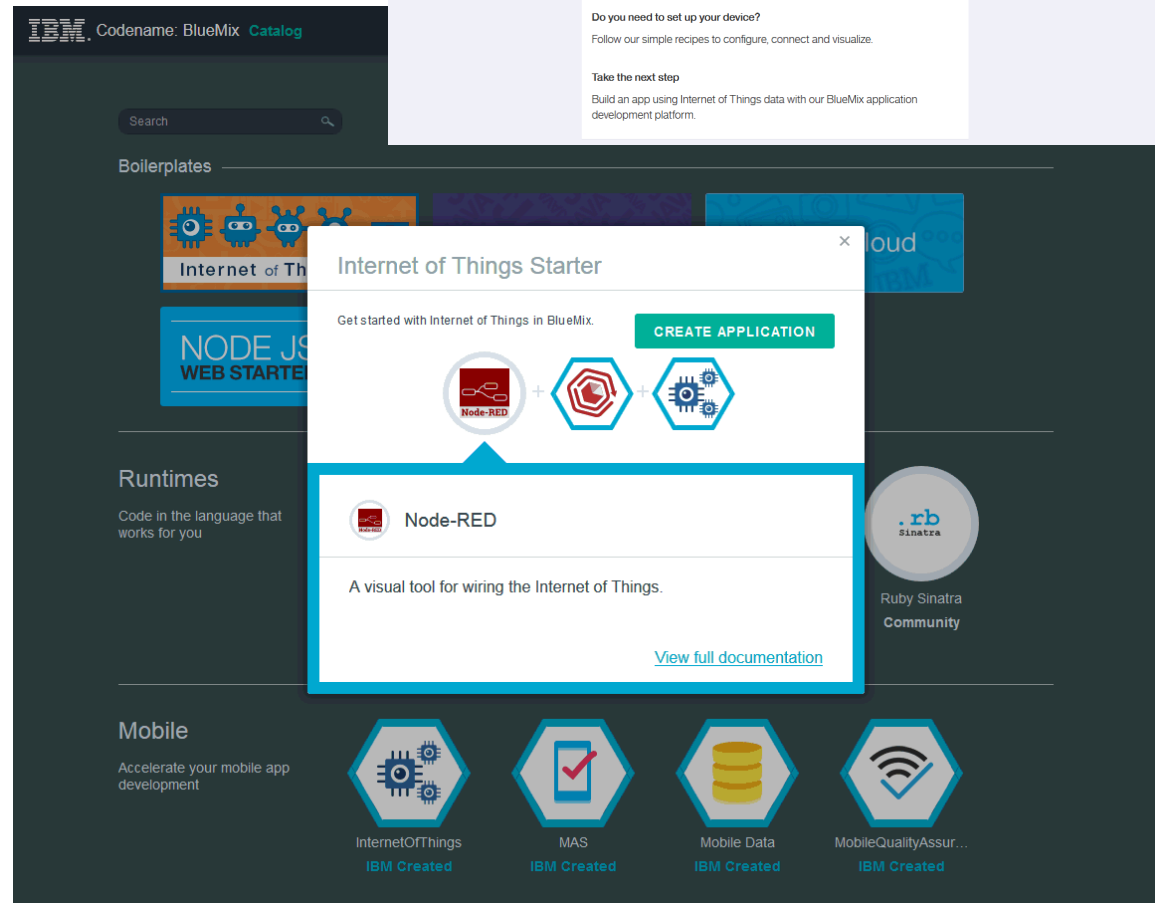 IBM. Codename: BlueMix Catalog
Do you need to set up your device?
Follow our simple recipes to configure, connect and visualize.
Take the next step
Build an app using Internet of Things data with our BlueMix application
development platform.
Search
Boilerplates
Internet of Th
loud
IBM
NODE JS
WEB STARTE
×
Internet of Things Starter
Get started with Internet of Things in BlueMix.
CREATE APPLICATION
Node-RED
+
+
Node-RED
Node-RED
A visual tool for wiring the Internet of Things.
View full documentation
Runtimes
Code in the language that
works for you
.rb
Sinatra
Ruby Sinatra
Community
Mobile
Accelerate your mobile app
development
InternetOfThings
IBM Created
MAS
IBM Created
Mobile Data
IBM Created
MobileQualityAssur...
IBM Created